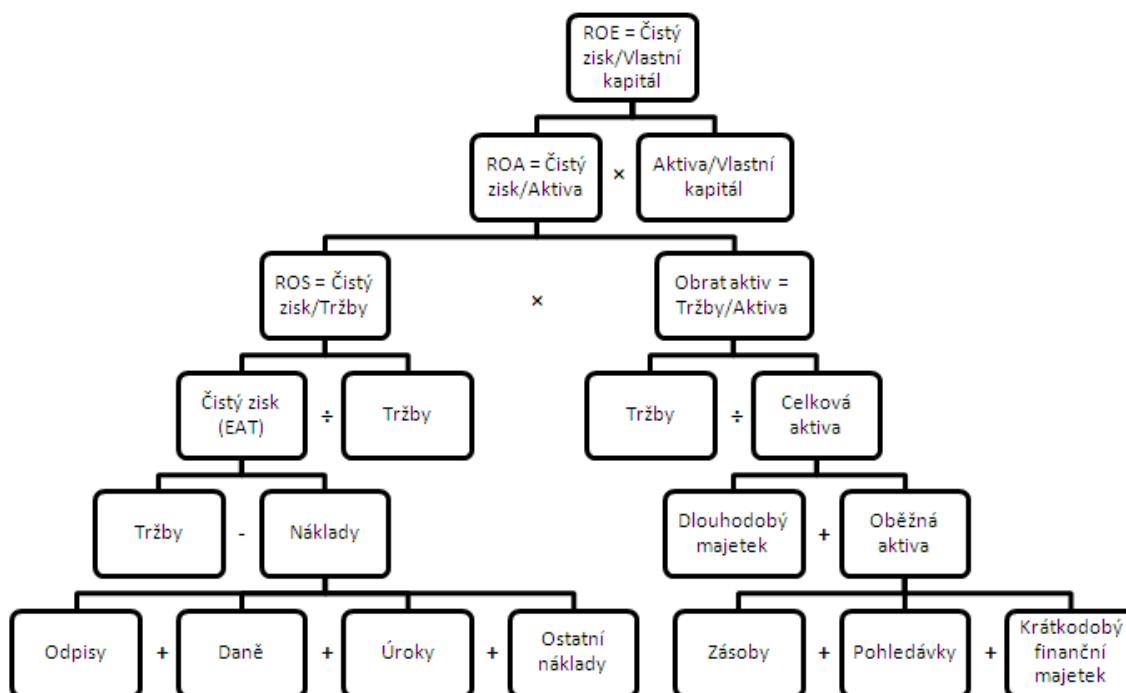 ROE = Čistý
zisk/Vlastní
kapitál
ROA = Čistý
zisk/Aktiva
×
Aktiva/Vlastní
kapitál
ROS = Čistý
zisk/Tržby
×
Obrat aktiv =
Tržby/Aktiva
Čistý zisk
(EAT)
÷
Tržby
Tržby
÷
Celková
aktiva
Tržby
-
Náklady
Dlouhodobý
majetek
+
Oběžná
aktiva
Odpisy
+
Daně
+
Úroky
+
Ostatní
náklady
Zásoby
+
Pohledávky
+
Krátkodobý
finanční
majetek